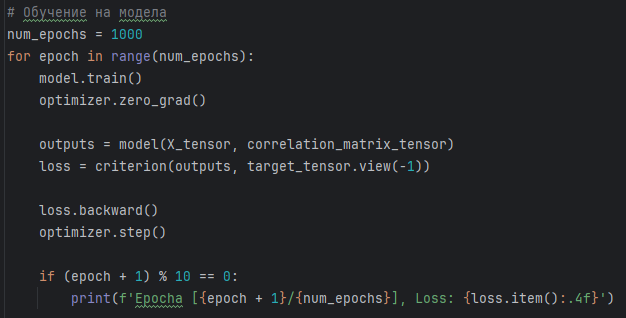 # Обучение на модела
num_epochs = 1000
for epoch in range(num_epochs):
    model.train()
    optimizer.zero_grad()

    outputs = model(X_tensor, correlation_matrix_tensor)
    loss = criterion(outputs, target_tensor.view(-1))

    loss.backward()
    optimizer.step()

    if (epoch + 1) % 10 == 0:
        print(f'Epocha [{epoch + 1}/{num_epochs}], Loss: {loss.item():.4f}')